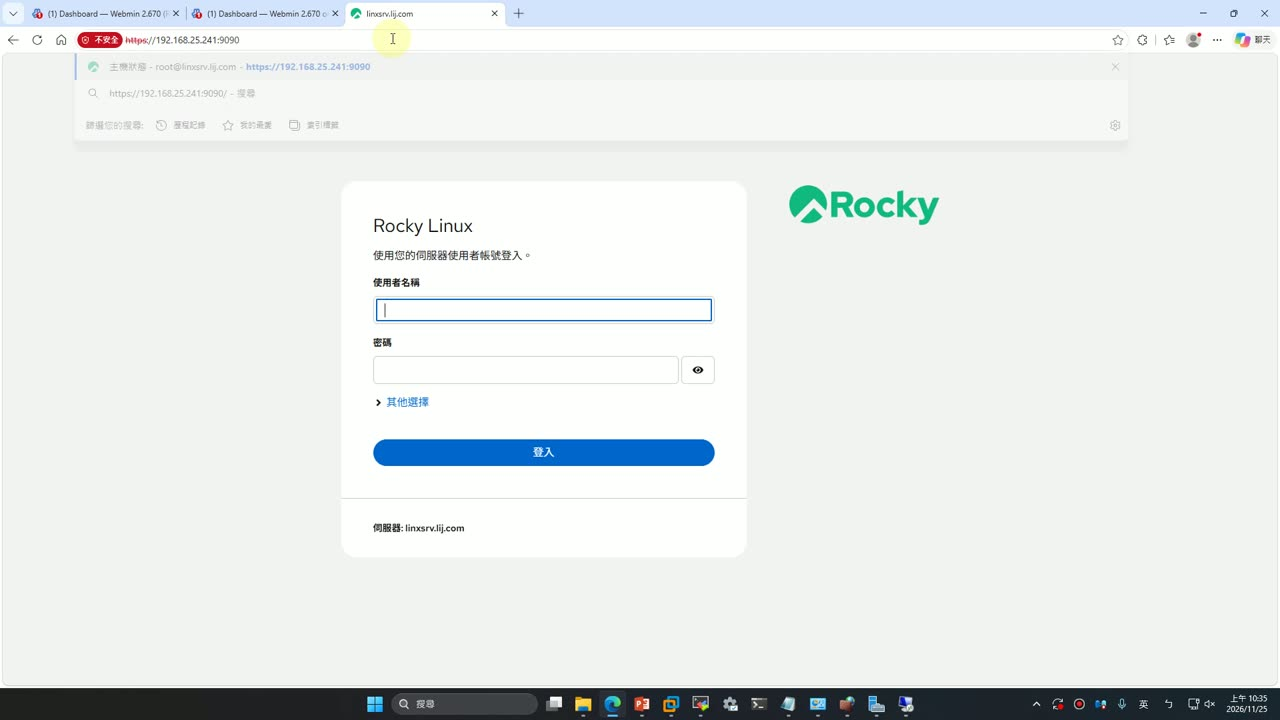 (1) Dashboard — Webmin 2.670 (
(1) Dashboard — Webmin 2.670 o
linxsrv.lij.com
不安全 https://192.168.25.241:9090
聊天
主機狀態 - root@linxsrv.lij.com - https://192.168.25.241:9090
https://192.168.25.241:9090/ - 搜尋
篩選您的搜尋: 歷程記錄 我的最愛 索引標籤
Rocky
Rocky Linux
使用您的伺服器使用者帳號登入。
使用者名稱
密碼
其他選擇
登入
伺服器: linxsrv.lij.com
搜尋
英
上午 10:35
2026/11/25